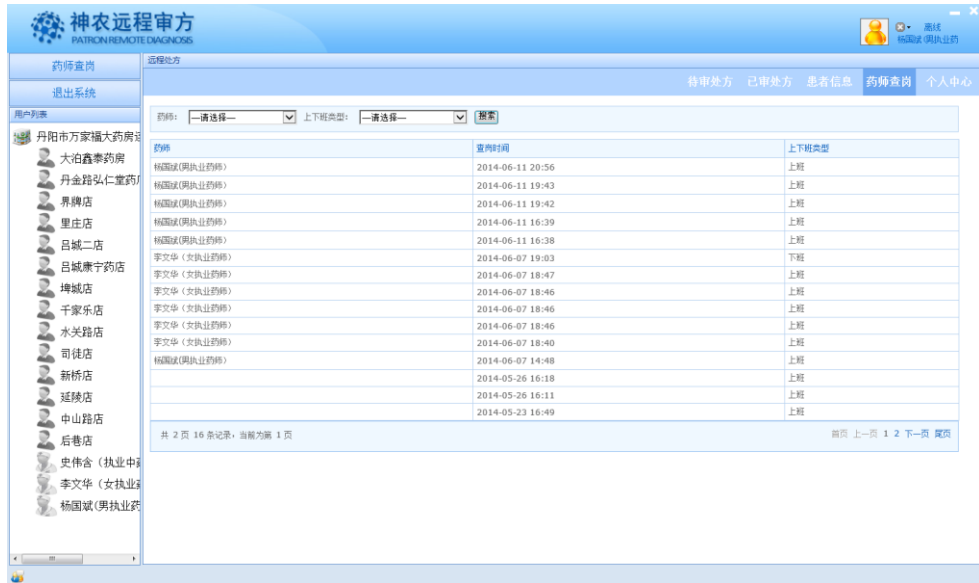 神农远程审方
PATRON REMOTE DIAGNOSIS
离线
杨国斌(男执业药
药师查岗
退出系统
用户列表
丹阳市万家福大药房连
大泊鑫泰药房
丹金路弘仁堂药房
界牌店
里庄店
吕城二店
吕城康宁药店
埤城店
千家乐店
水关路店
司徒店
新桥店
延陵店
中山路店
后巷店
史伟含（执业中药
李文华（女执业药
杨国斌(男执业药
远程处方
待审处方 已审处方 患者信息 药师查岗 个人中心
药师： —请选择— 上下班类型： —请选择— 搜索
药师 查岗时间 上下班类型
杨国斌(男执业药师） 2014-06-11 20:56 上班
杨国斌(男执业药师） 2014-06-11 19:43 上班
杨国斌(男执业药师） 2014-06-11 19:42 上班
杨国斌(男执业药师） 2014-06-11 16:39 上班
杨国斌(男执业药师） 2014-06-11 16:38 上班
李文华（女执业药师） 2014-06-07 19:03 下班
李文华（女执业药师） 2014-06-07 18:47 上班
李文华（女执业药师） 2014-06-07 18:46 上班
李文华（女执业药师） 2014-06-07 18:46 上班
李文华（女执业药师） 2014-06-07 18:46 上班
李文华（女执业药师） 2014-06-07 18:40 上班
杨国斌(男执业药师） 2014-06-07 14:48 上班
2014-05-26 16:18 上班
2014-05-26 16:11 上班
2014-05-23 16:49 上班
共 2 页 16 条记录，当前为第 1 页
首页 上一页 1 2 下一页 尾页